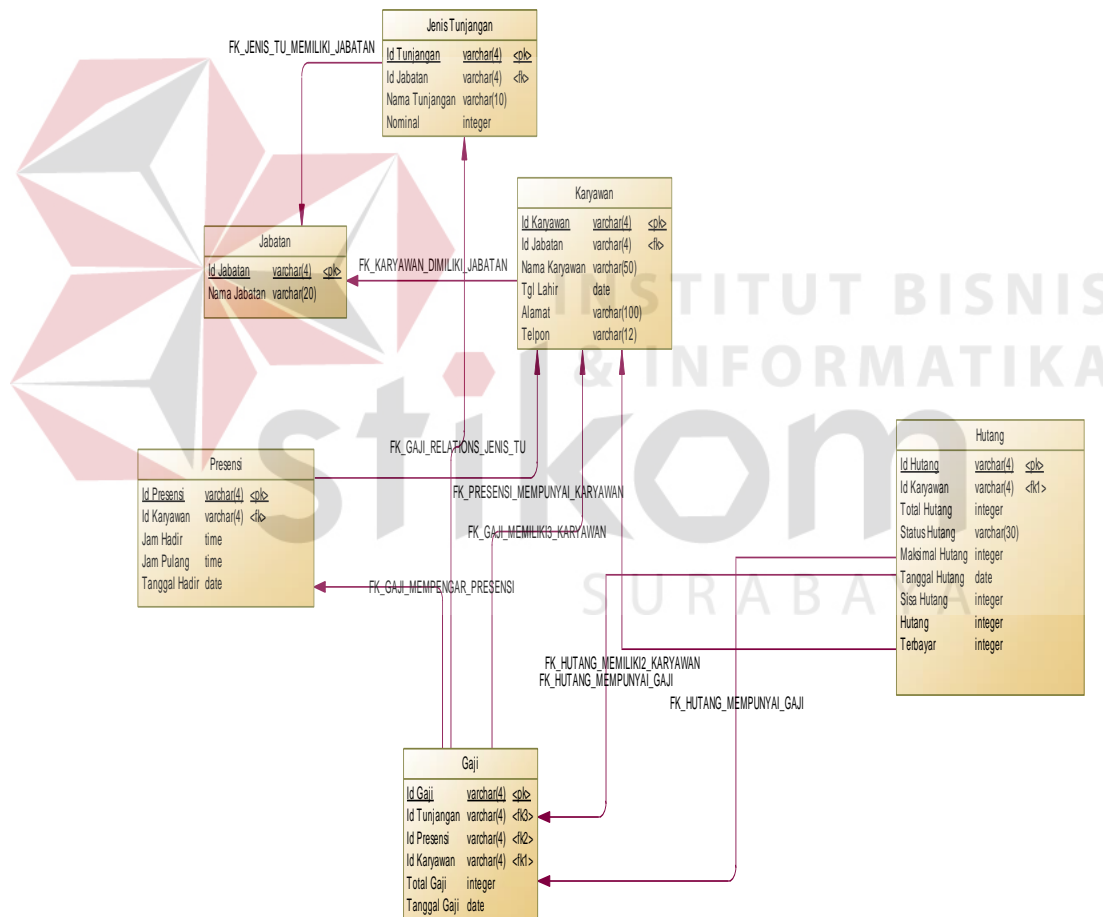 Jenis Tunjangan
Id Tunjangan varchar(4) <pk>
Id Jabatan varchar(4) <fk>
Nama Tunjangan varchar(10)
Nominal integer
FK_JENIS_TU_MEMILIKI_JABATAN
Karyawan
Id Karyawan varchar(4) <pk>
Id Jabatan varchar(4) <fk>
Nama Karyawan varchar(50)
Tgl Lahir date
Alamat varchar(100)
Telpon varchar(12)
Jabatan
Id Jabatan varchar(4) <pk>
Nama Jabatan varchar(20)
FK_KARYAWAN_DIMILIKI_JABATAN
INSTITUT BISNIS
& INFORMATIKA
stikom
SURABAYA
FK_GAJI_RELATIONS_JENIS_TU
Presensi
Id Presensi varchar(4) <pk>
Id Karyawan varchar(4) <fk>
Jam Hadir time
Jam Pulang time
Tanggal Hadir date
FK_PRESENSI_MEMPUNYAI_KARYAWAN
FK_GAJI_MEMILIKI3_KARYAWAN
FK_GAJI_MEMPENGAR_PRESENSI
Hutang
Id Hutang varchar(4) <pk>
Id Karyawan varchar(4) <fk1>
Total Hutang integer
Status Hutang varchar(30)
Maksimal Hutang integer
Tanggal Hutang date
Sisa Hutang integer
Hutang integer
Terbayar integer
FK_HUTANG_MEMILIKI2_KARYAWAN
FK_HUTANG_MEMPUNYAI_GAJI
FK_HUTANG_MEMPUNYAI_GAJI
Gaji
Id Gaji varchar(4) <pk>
Id Tunjangan varchar(4) <fk3>
Id Presensi varchar(4) <fk2>
Id Karyawan varchar(4) <fk1>
Total Gaji integer
Tanggal Gaji date